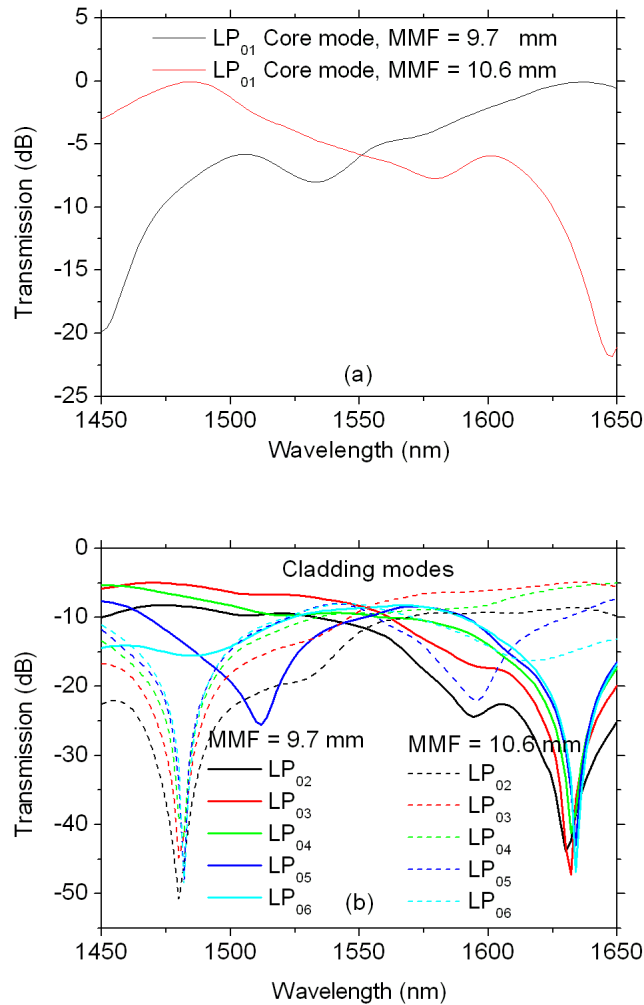 5
0
-5
-10
-15
-20
-25
Transmission (dB)
LP01 Core mode, MMF = 9.7 mm
LP01 Core mode, MMF = 10.6 mm
(a)
1450 1500 1550 1600 1650
Wavelength (nm)
0
-10
-20
-30
-40
-50
Transmission (dB)
Cladding modes
MMF = 9.7 mm
LP02
LP03
LP04
LP05
LP06
MMF = 10.6 mm
LP02
LP03
LP04
LP05
LP06
(b)
1450 1500 1550 1600 1650
Wavelength (nm)